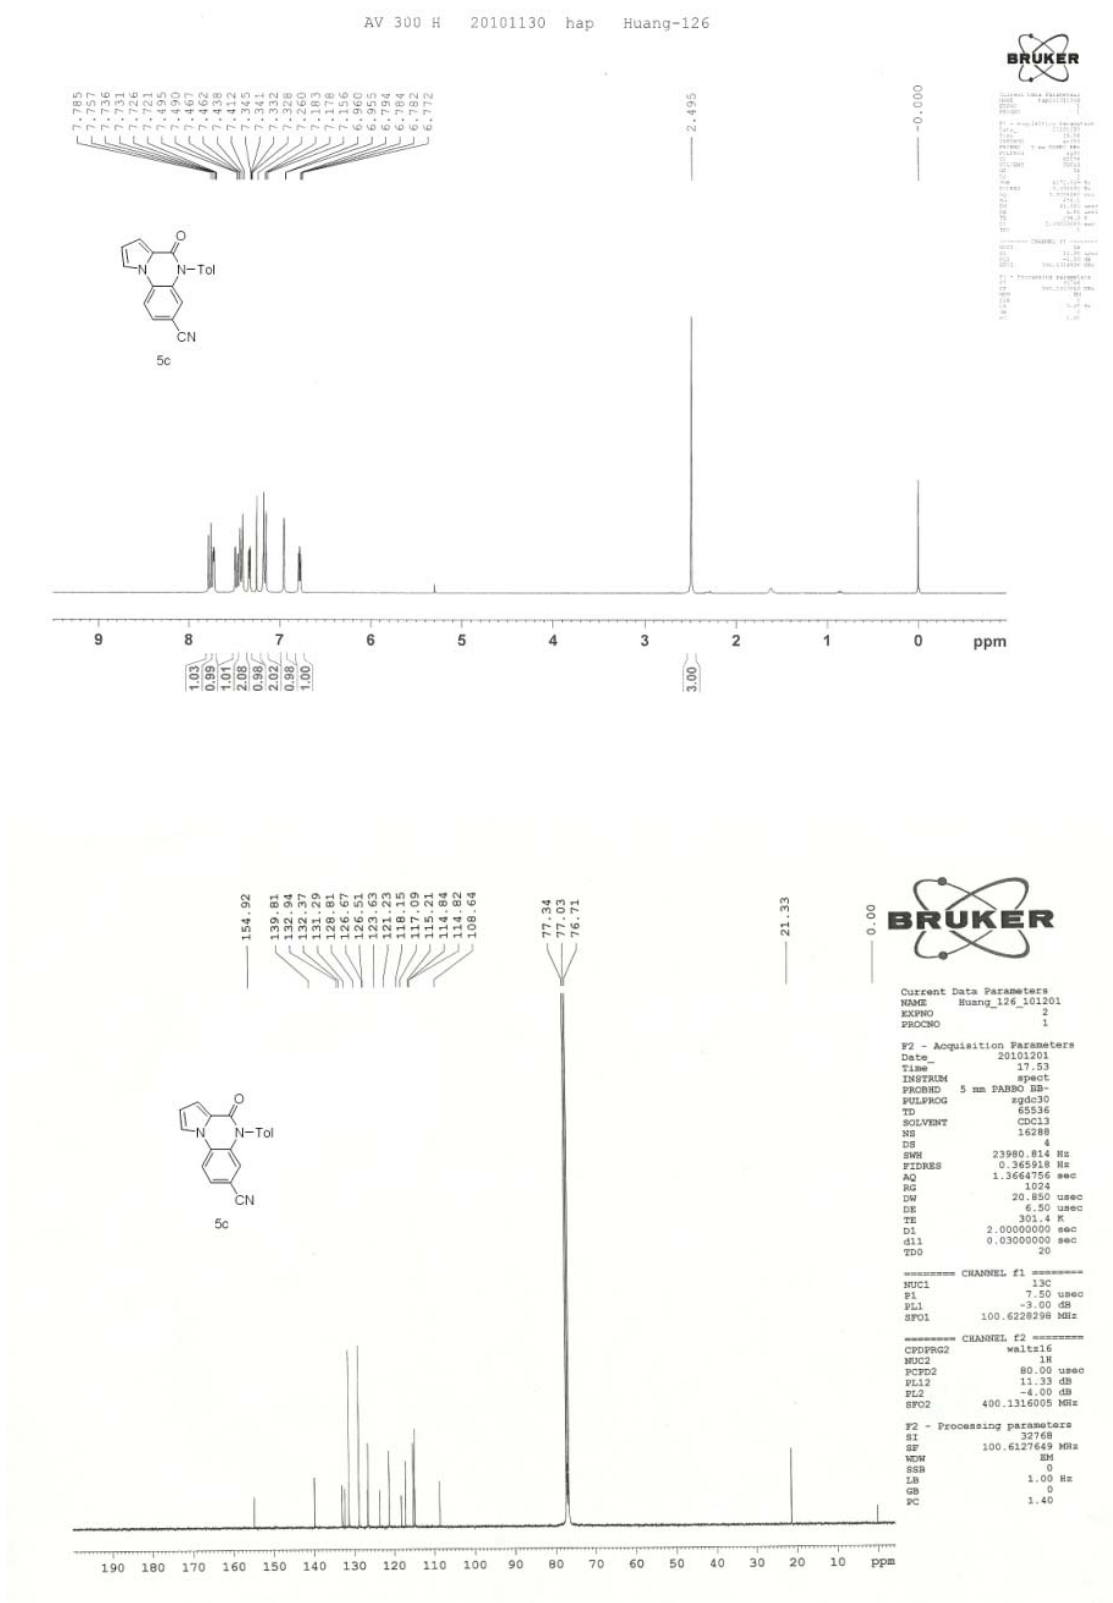 AV 300 H 20101130 hap Huang-126
BRUKER
7.785
7.757
7.736
7.731
7.726
7.721
7.495
7.490
7.467
7.462
7.438
7.412
7.345
7.341
7.332
7.328
7.260
7.183
7.178
7.156
6.960
6.955
6.794
6.784
6.782
6.772
2.495
-0.000
O
N
N
Tol
CN
5c
9 8 7 6 5 4 3 2 1 0 ppm
1.03
0.99
1.01
2.08
0.98
2.02
0.98
1.00
3.00
154.92
139.81
132.94
132.37
131.29
128.81
126.67
126.51
123.63
121.23
118.15
117.09
115.21
114.84
114.82
108.64
77.34
77.03
76.71
21.33
0.00
BRUKER
Current Data Parameters
NAME Huang_126_101201
EXPNO 2
PROCNO 1
F2 - Acquisition Parameters
Date_ 20101201
Time 17.53
INSTRUM spect
PROBHD 5 mm PABBO BB-
PULPROG zgdc30
TD 65536
SOLVENT CDCl3
NS 16288
DS 4
SWH 23980.814 Hz
FIDRES 0.365918 Hz
AQ 1.3664756 sec
RG 1024
DW 20.850 usec
DE 6.50 usec
TE 301.4 K
D1 2.00000000 sec
d11 0.03000000 sec
TD0 20
======== CHANNEL f1 ========
NUC1 13C
P1 7.50 usec
PL1 -3.00 dB
SFO1 100.6228298 MHz
======== CHANNEL f2 ========
CPDPRG2 waltz16
NUC2 1H
PCPD2 80.00 usec
PL12 11.33 dB
PL2 -4.00 dB
SFO2 400.1316005 MHz
F2 - Processing parameters
SI 32768
SF 100.6127649 MHz
WDW EM
SSB 0
LB 1.00 Hz
GB 0
PC 1.40
O
N
N
Tol
CN
5c
190 180 170 160 150 140 130 120 110 100 90 80 70 60 50 40 30 20 10 ppm